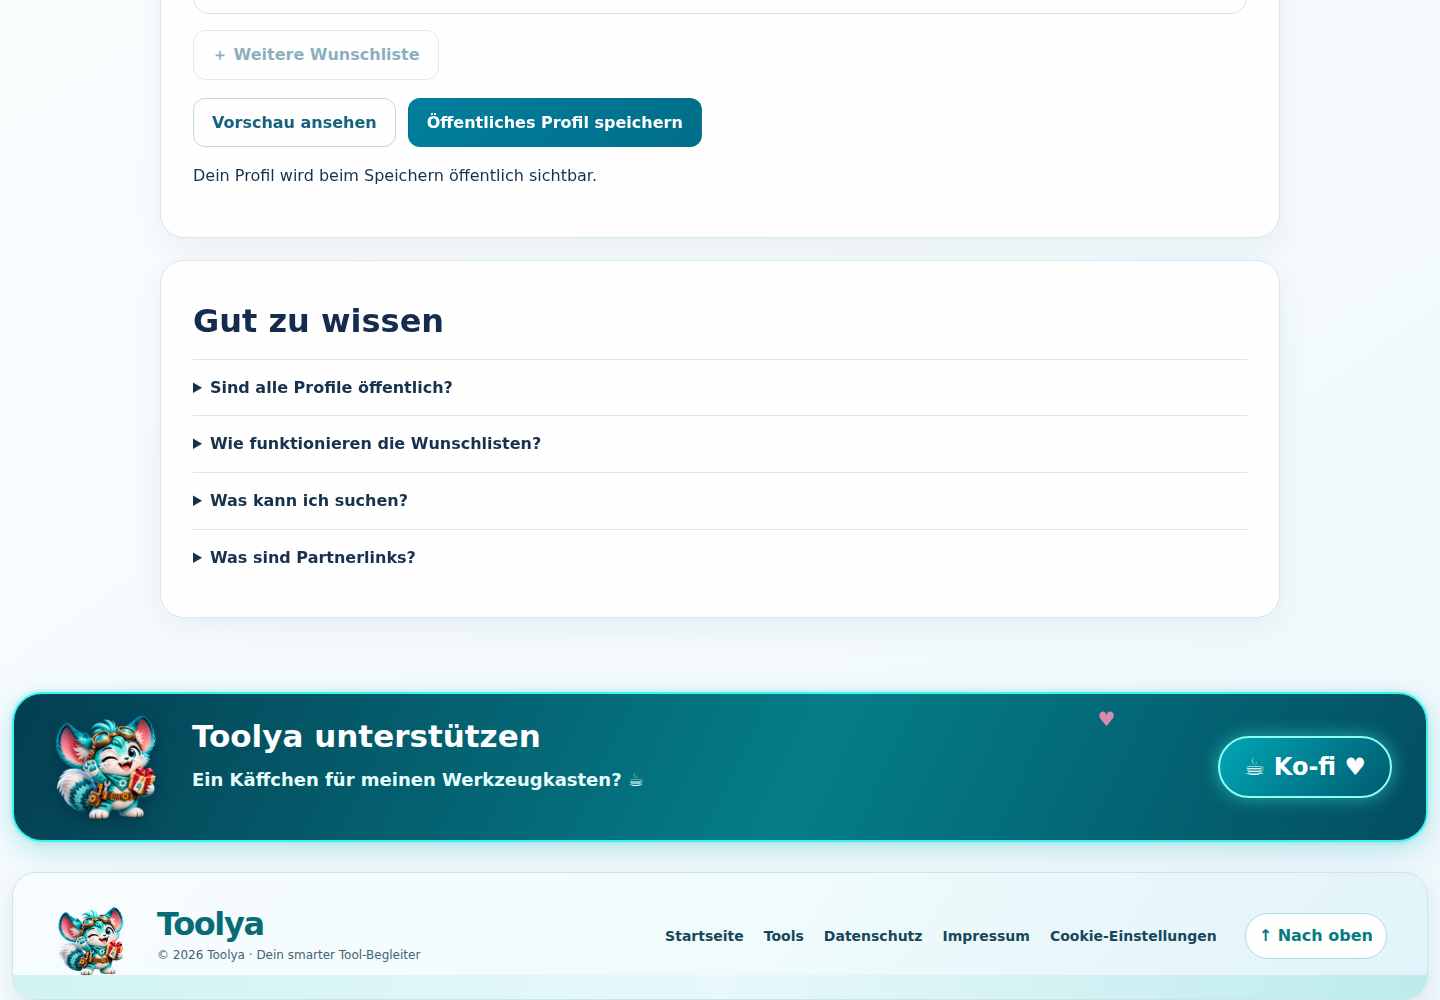 + Weitere Wunschliste
Vorschau ansehen
Öffentliches Profil speichern
Dein Profil wird beim Speichern öffentlich sichtbar.
Gut zu wissen
Sind alle Profile öffentlich?
Wie funktionieren die Wunschlisten?
Was kann ich suchen?
Was sind Partnerlinks?
Toolya unterstützen
Ein Käffchen für meinen Werkzeugkasten? ☕
☕ Ko-fi ♥
Toolya
© 2026 Toolya · Dein smarter Tool-Begleiter
Startseite Tools Datenschutz Impressum Cookie-Einstellungen
↑ Nach oben